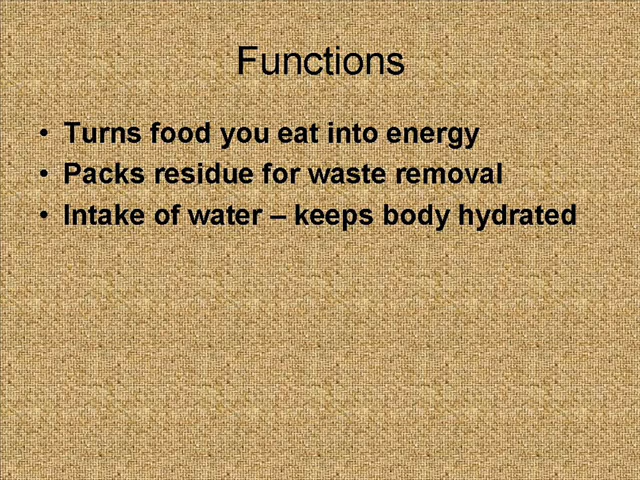 Functions
• Turns food you eat into energy
• Packs residue for waste removal
• Intake of water – keeps body hydrated